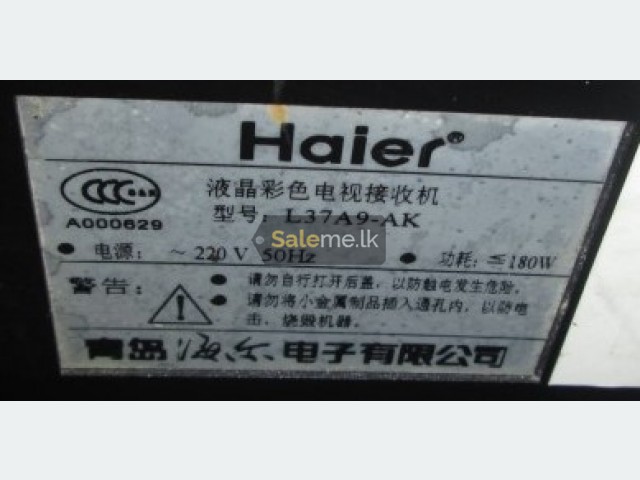 Haier®
液晶彩色电视接收机
A000629
型号: L37A9-AK
Saleme.lk
● 电源: ~ 220 V 50Hz ● 功耗: ≤180W
警告:
● 请勿自行打开后盖，以防触电发生危险。
● 请勿将小金属制品插入通孔内，以防电
击，烧毁机器。
青岛海尔电子有限公司